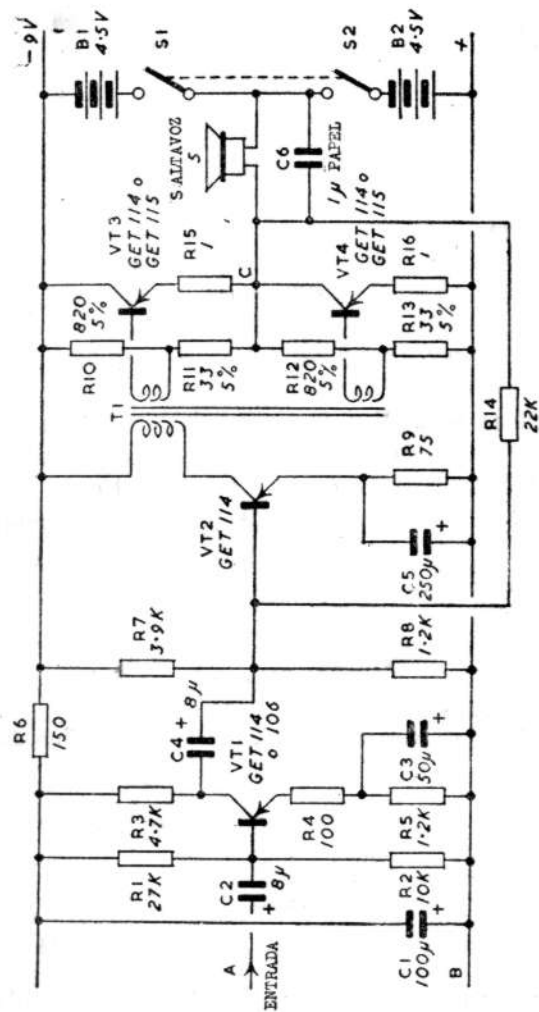 -9V
B1
4.5V
S1
S2
B2
4.5V
+
S.ALTAVOZ
5
C6
1μ PAPEL
VT3
GET 114 o
GET 115
R15
1
C
VT4
GET 114 o
GET 115
R16
1
820
5%
R10
R11
33
5%
R12
820
5%
R13
33
5%
T1
R14
22K
VT2
GET 114
R9
75
C5
250μ
+
R7
3.9K
R8
1.2K
R6
150
C4
+
8μ
VT1
GET 114
o 106
R3
4.7K
R4
100
C3
50μ
+
R5
1.2K
R1
27K
C2
8μ
+
R2
10K
C1
100μ
+
A
ENTRADA
B